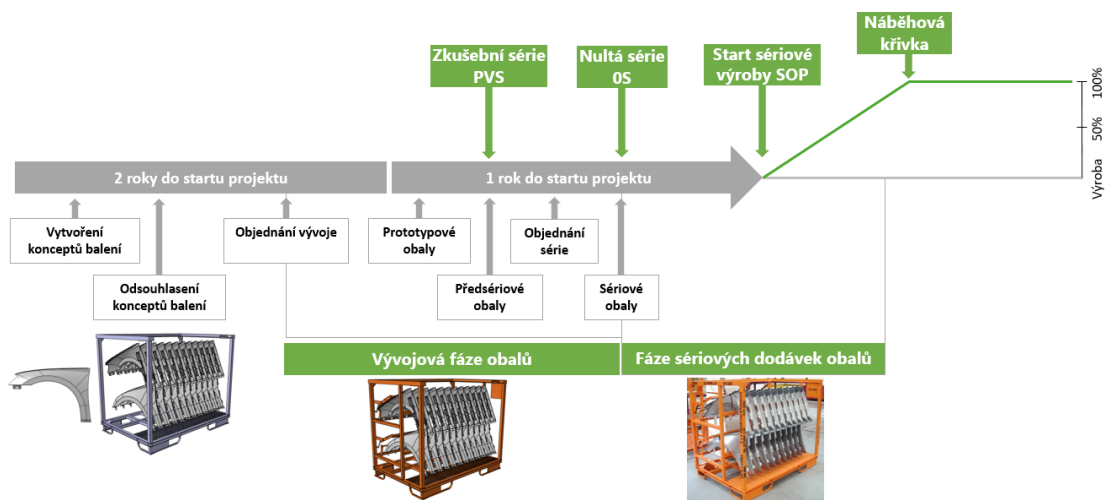 Náběhová
křivka
Zkušební série
PVS
Nultá série
0S
Start sériové
výroby SOP
100%
50%
Výroba
2 roky do startu projektu
1 rok do startu projektu
Vytvoření
konceptů balení
Objednání vývoje
Prototypové
obaly
Objednání
série
Odsouhlasení
konceptů balení
Předsériové
obaly
Sériové
obaly
Vývojová fáze obalů
Fáze sériových dodávek obalů